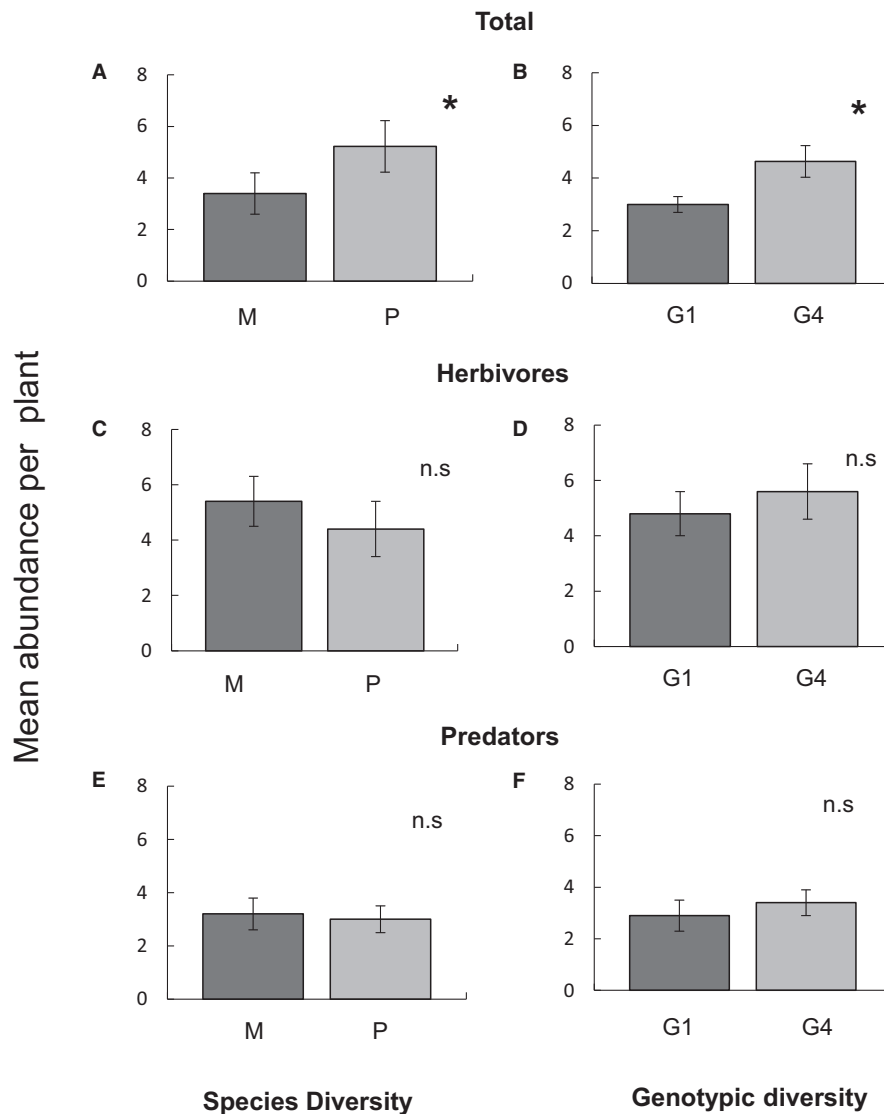 Total
A
8
6
4
2
0
*
M P
B
8
6
4
2
0
*
G1 G4
Mean abundance per plant
Herbivores
C
8
6
4
2
0
n.s
M P
D
8
6
4
2
0
n.s
G1 G4
Predators
E
8
6
4
2
0
n.s
M P
F
8
6
4
2
0
n.s
G1 G4
Species Diversity
Genotypic diversity